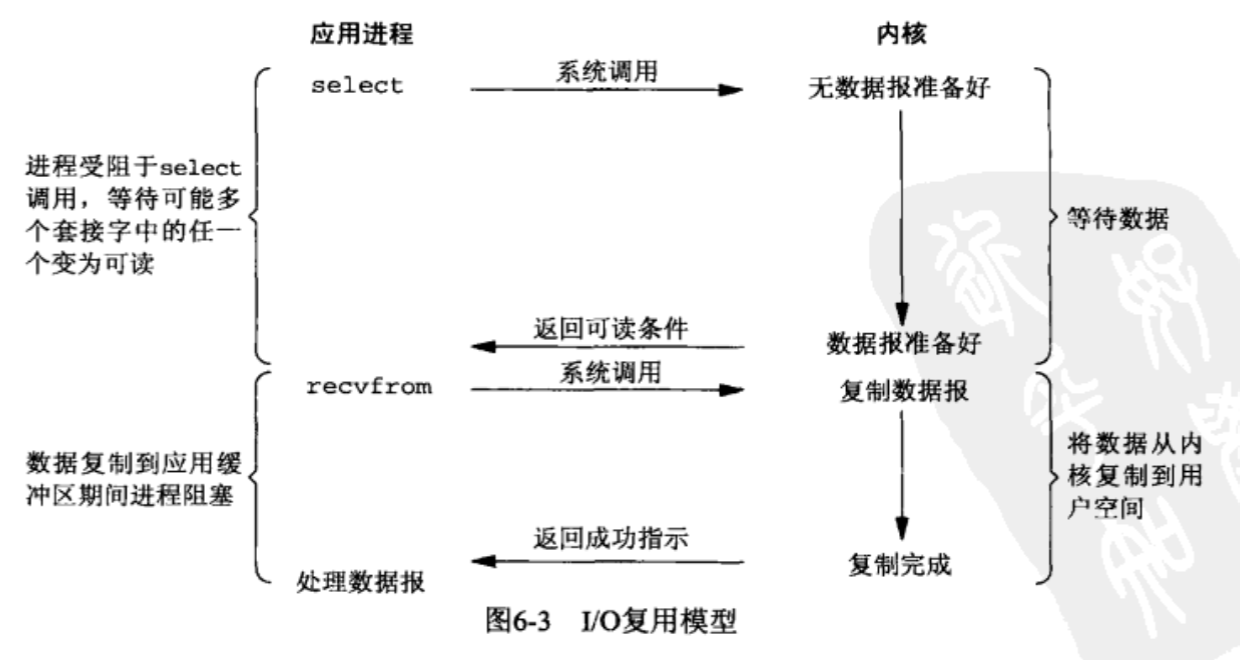 应用进程
内核
select
系统调用
无数据报准备好
进程受阻于select
调用，等待可能多
个套接字中的任一
个变为可读
等待数据
返回可读条件
数据报准备好
recvfrom
系统调用
复制数据报
数据复制到应用缓
冲区期间进程阻塞
将数据从内
核复制到用
户空间
返回成功指示
复制完成
处理数据报
图6-3 I/O复用模型